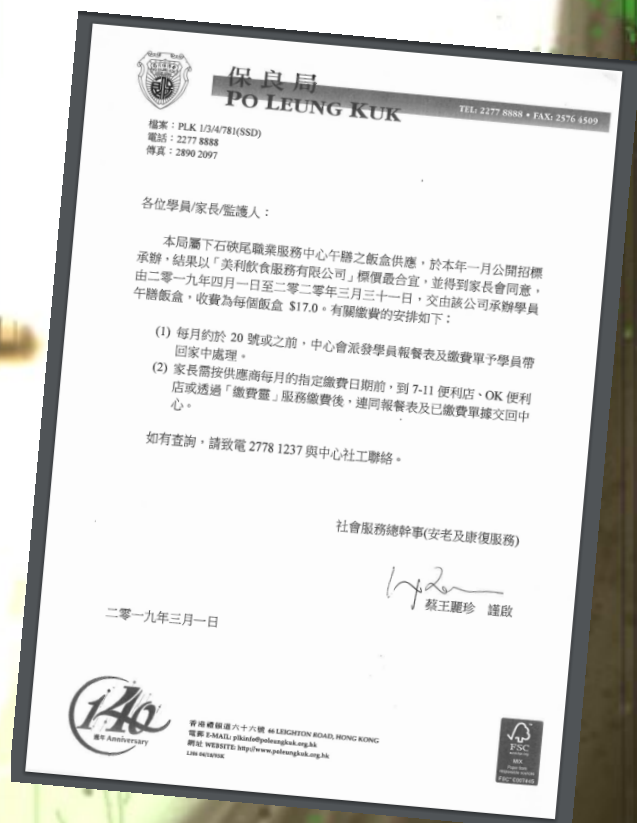 保良局
PO LEUNG KUK
TEL: 2277 8888 • FAX: 2576 4509
檔案：PLK 1/3/4/781(SSD)
電話：2277 8888
傳真：2890 2097
各位學員/家長/監護人：
本局屬下石硤尾職業服務中心午膳之飯盒供應，於本年一月公開招標
承辦，結果以「美利飲食服務有限公司」標價最合宜，並得到家長會同意，
由二零一九年四月一日至二零二零年三月三十一日，交由該公司承辦學員
午膳飯盒，收費為每個飯盒 $17.0。有關繳費的安排如下：
(1) 每月約於 20 號或之前，中心會派發學員報餐表及繳費單予學員帶
回家中處理。
(2) 家長需按供應商每月的指定繳費日期前，到 7-11 便利店、OK 便利
店或透過「繳費靈」服務繳費後，連同報餐表及已繳費單據交回中
心。
如有查詢，請致電 2778 1237 與中心社工聯絡。
社會服務總幹事(安老及康復服務)
蔡王麗珍 謹啟
二零一九年三月一日
140
週年 Anniversary
香港禮頓道六十六號 66 LEIGHTON ROAD, HONG KONG
電郵 E-MAIL: plkinfo@poleungkuk.org.hk
網址 WEBSITE: http://www.poleungkuk.org.hk
FSC
MIX